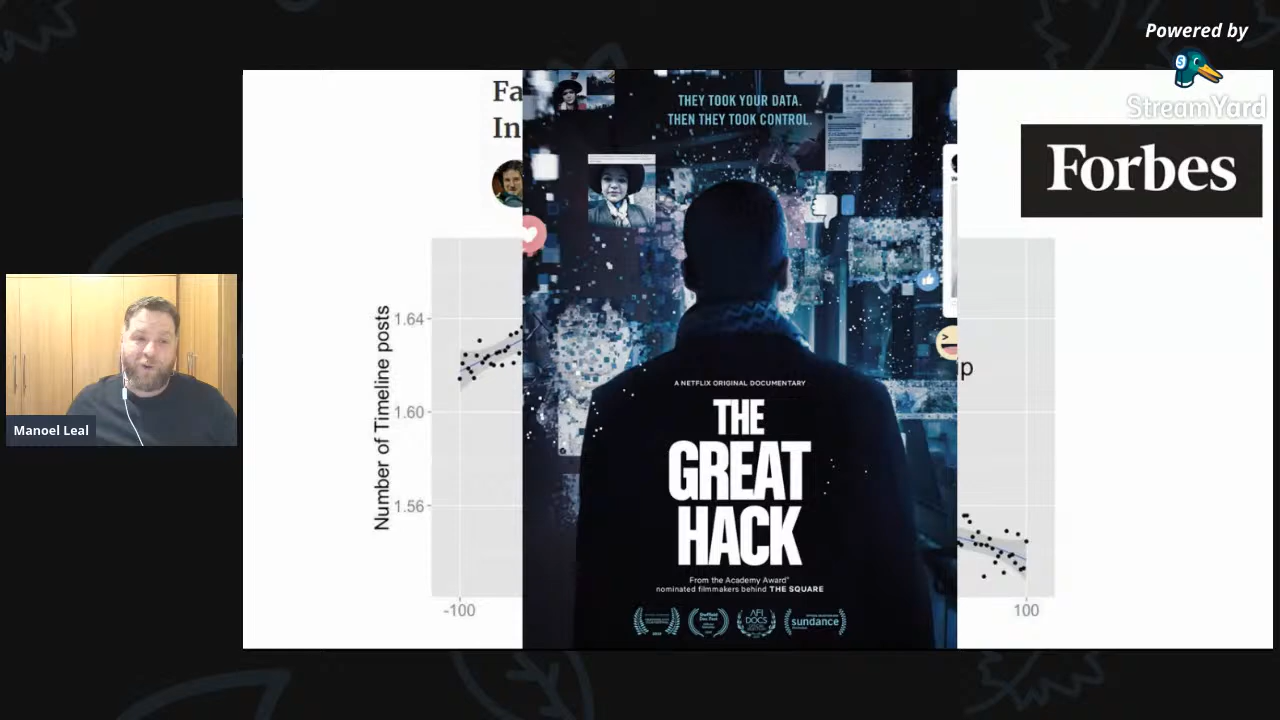 Powered by
StreamYard
Fa
In
Forbes
THEY TOOK YOUR DATA.
THEN THEY TOOK CONTROL.
Number of Timeline posts
1.64
1.60
1.56
-100
100
p
A NETFLIX ORIGINAL DOCUMENTARY
THE
GREAT
HACK
From the Academy Award®
nominated filmmakers behind THE SQUARE
AFI
DOCS
sundance
Manoel Leal